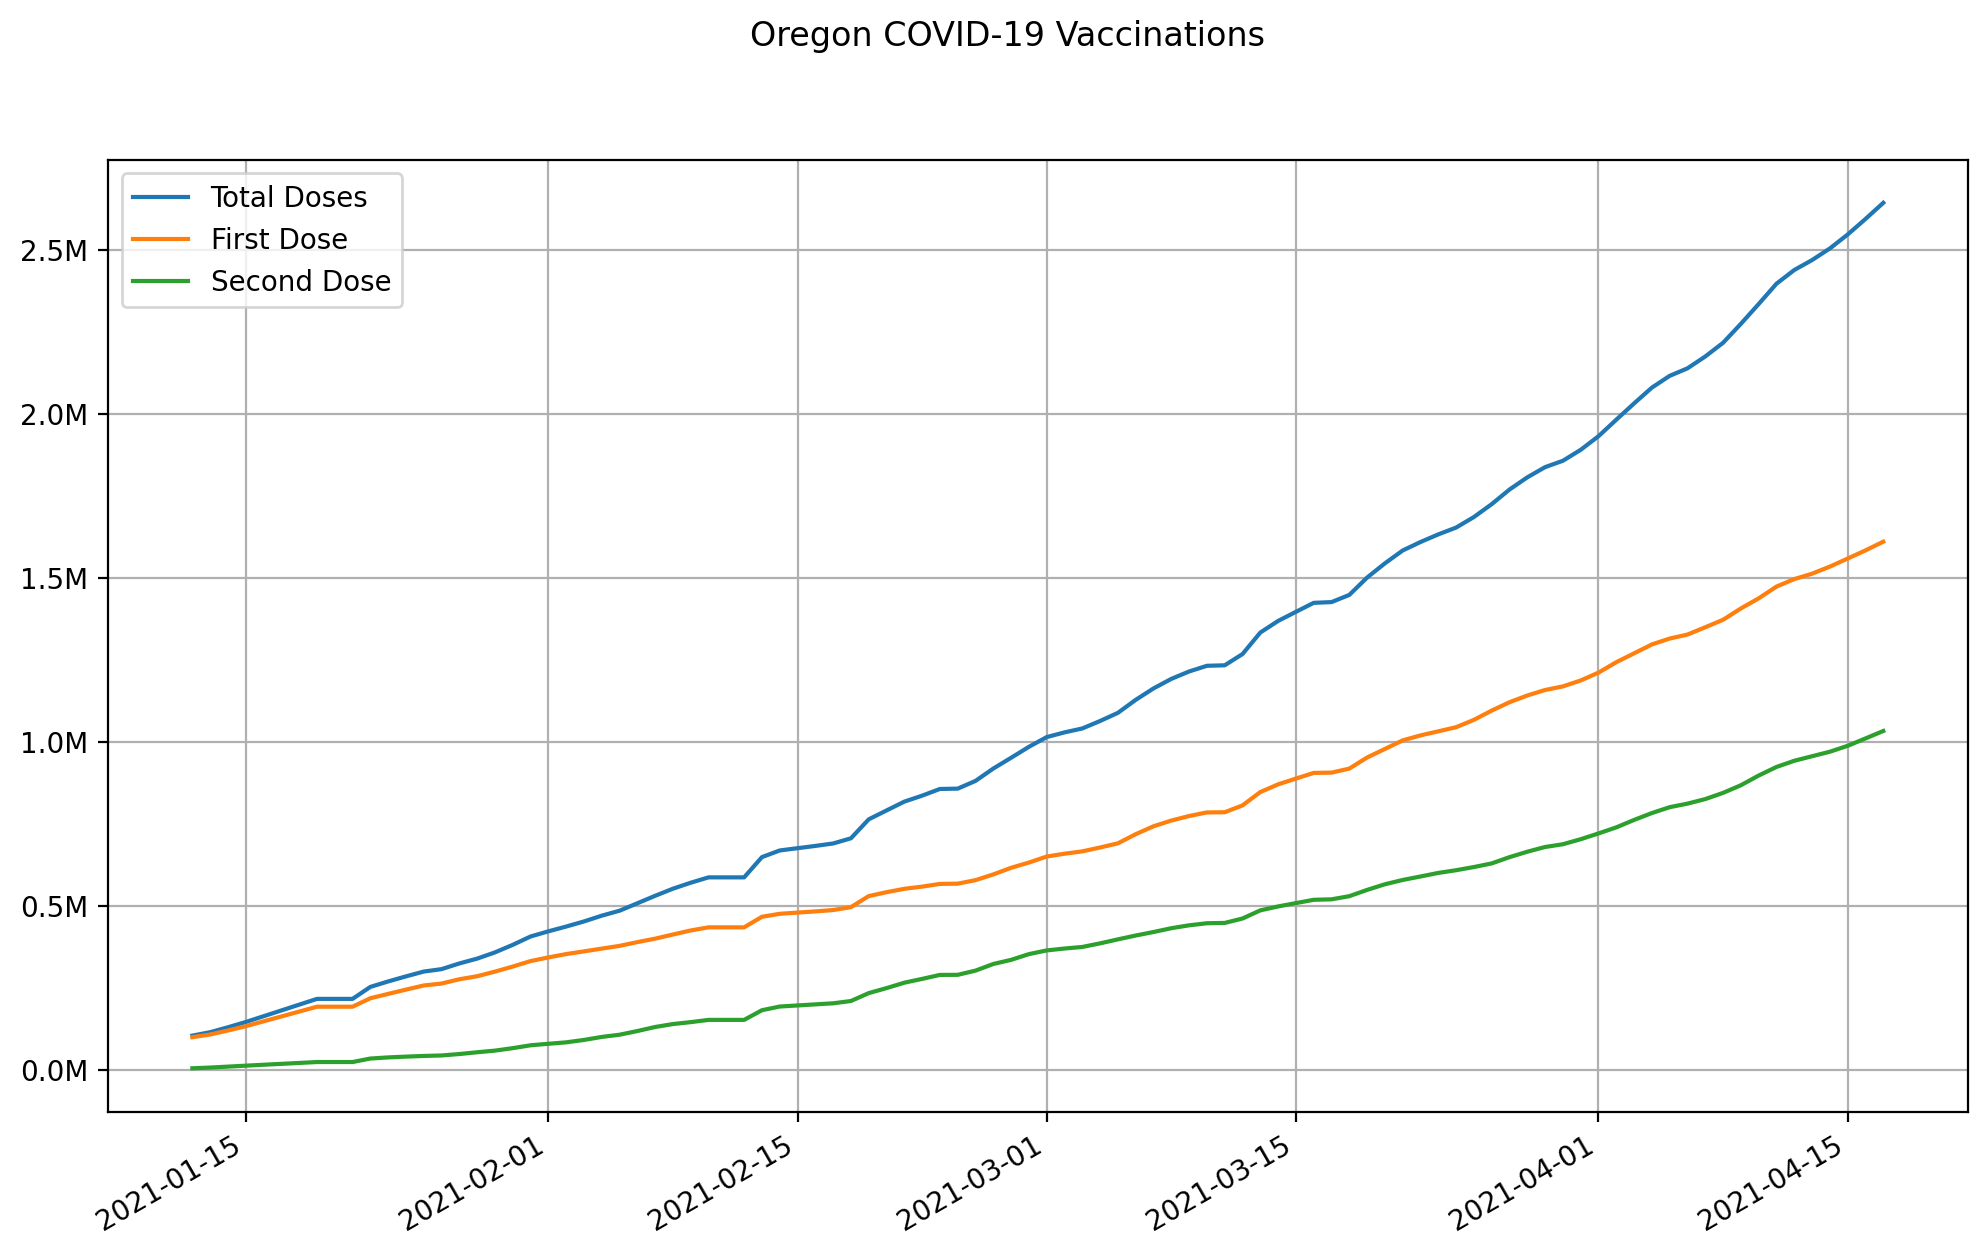 Oregon COVID-19 Vaccinations
Total Doses
First Dose
Second Dose
2.5M
2.0M
1.5M
1.0M
0.5M
0.0M
2021-01-15
2021-02-01
2021-02-15
2021-03-01
2021-03-15
2021-04-01
2021-04-15